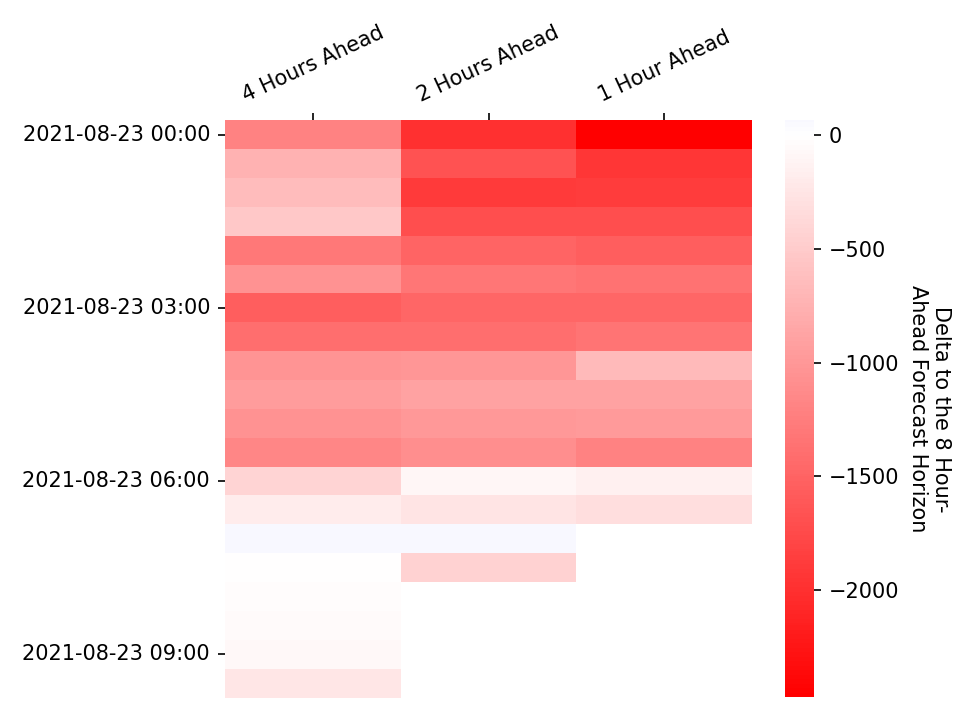 4 Hours Ahead
2 Hours Ahead
1 Hour Ahead
2021-08-23 00:00
2021-08-23 03:00
2021-08-23 06:00
2021-08-23 09:00
0
−500
−1000
−1500
−2000
Delta to the 8 Hour-
Ahead Forecast Horizon